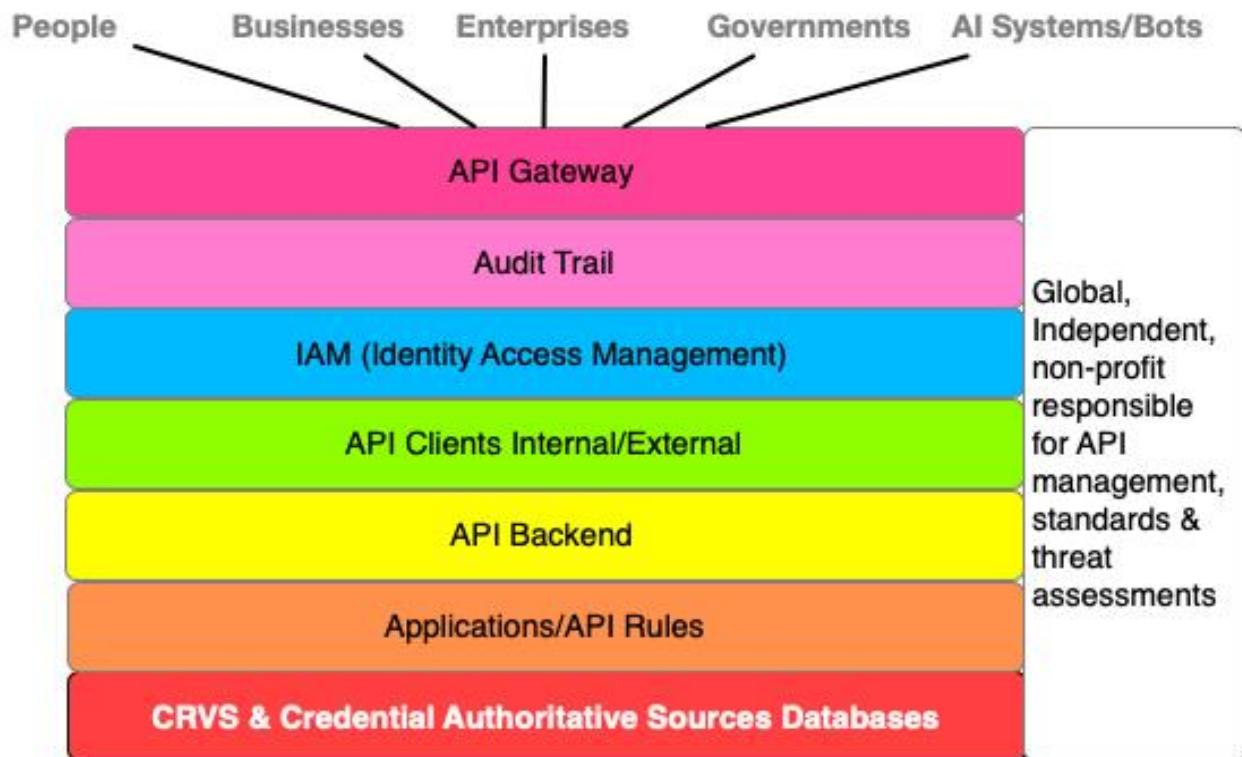 People Businesses Enterprises Governments AI Systems/Bots
API Gateway
Audit Trail
IAM (Identity Access Management)
API Clients Internal/External
API Backend
Applications/API Rules
CRVS & Credential Authoritative Sources Databases
Global,
Independent,
non-profit
responsible
for API
management,
standards &
threat
assessments